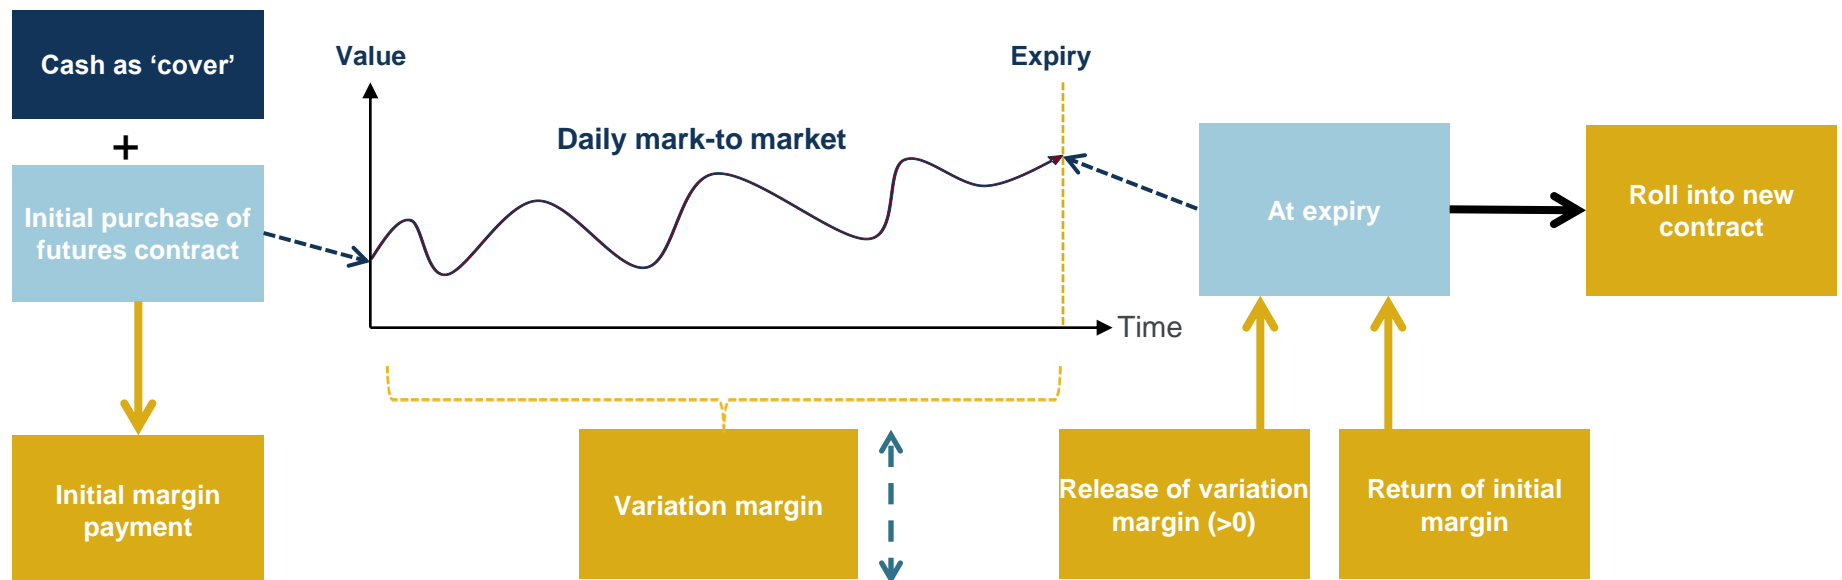 Cash as ‘cover’
+
Initial purchase of
futures contract
Initial margin
payment
Value
Daily mark-to market
Expiry
Time
Variation margin
At expiry
Release of variation
margin (>0)
Return of initial
margin
Roll into new
contract